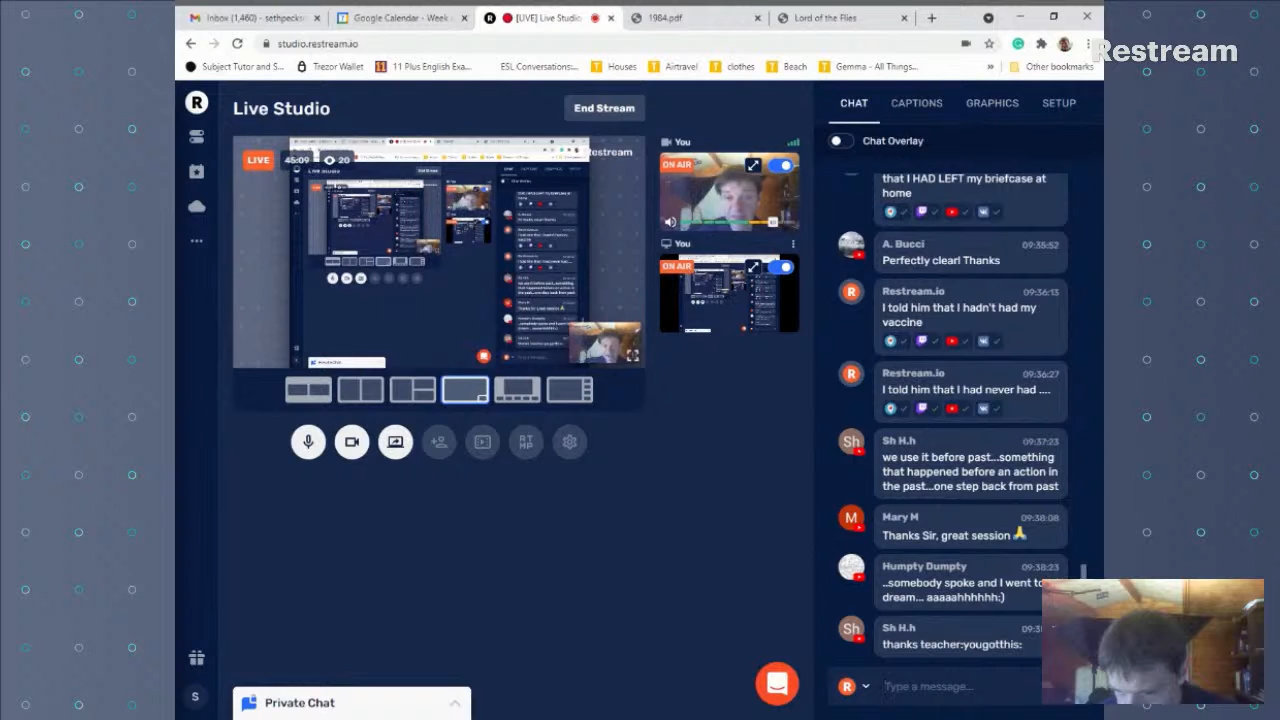 Inbox (1,460) - sethpecks
Google Calendar - Week
[LIVE] Live Studio
1984.pdf
Lord of the Flies
studio.restream.io
Restream
Subject Tutor and S...
Trezor Wallet
11 Plus English Exa...
ESL Conversations:...
Houses
Airtravel
clothes
Beach
Gemma - All Things...
Other bookmarks
Live Studio
End Stream
CHAT
CAPTIONS
GRAPHICS
SETUP
Chat Overlay
LIVE
45:09
20
You
ON AIR
You
ON AIR
RT
MP
Private Chat
that I HAD LEFT my briefcase at
home
A. Bucci
09:35:52
Perfectly clear! Thanks
Restream.io
09:36:13
I told him that I hadn't had my
vaccine
Restream.io
09:36:27
I told him that I had never had ....
Sh H.h
09:37:23
we use it before past...something
that happened before an action in
the past...one step back from past
Mary M
09:38:08
Thanks Sir, great session 🙏
Humpty Dumpty
09:38:23
..somebody spoke and I went to
dream... aaaaahhhhhh:)
Sh H.h
thanks teacher:yougotthis:
Type a message...